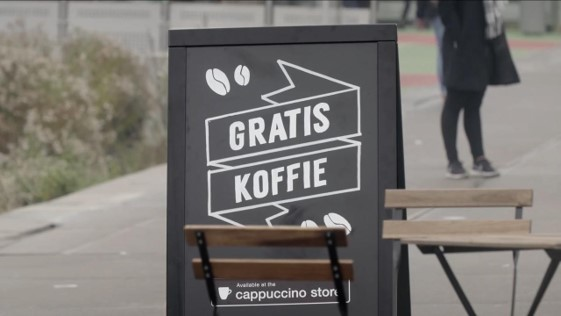 GRATIS
KOFFIE
Available at the
cappuccino store